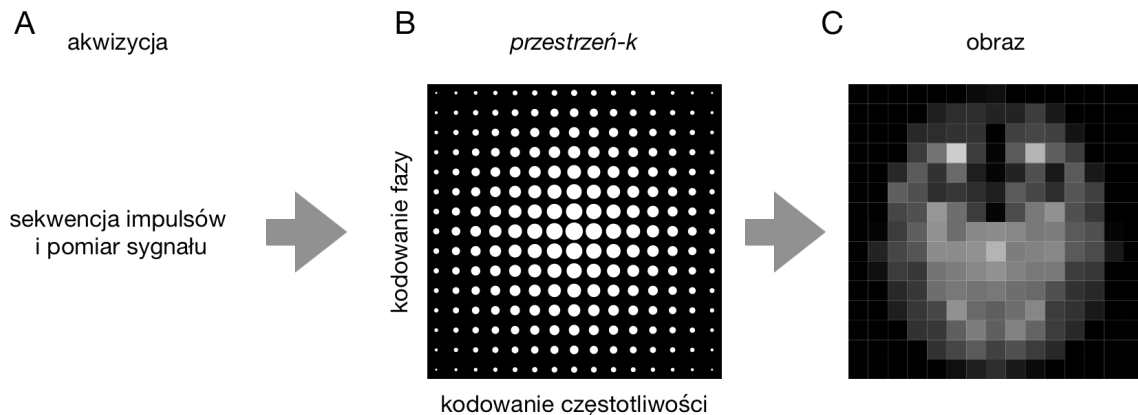 A
akwizycja
sekwencja impulsów
i pomiar sygnału
B
przestrzeń-k
kodowanie fazy
kodowanie częstotliwości
C
obraz